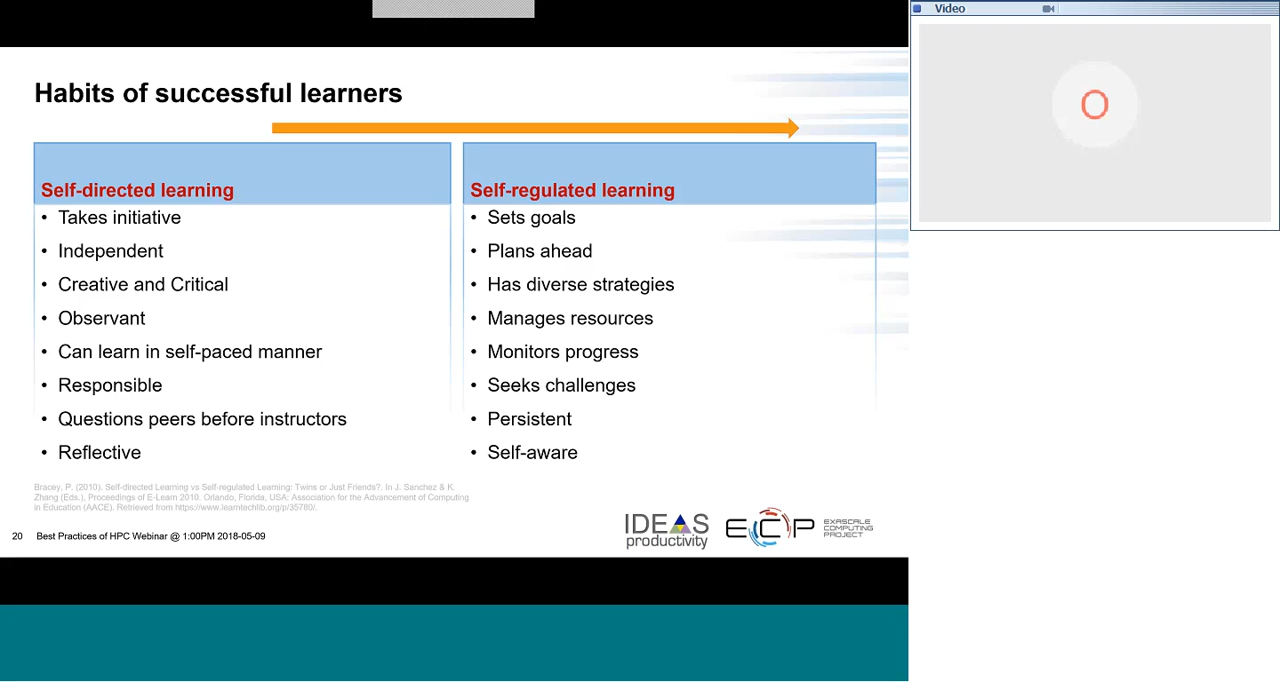 Video
O
Habits of successful learners
Self-directed learning
• Takes initiative
• Independent
• Creative and Critical
• Observant
• Can learn in self-paced manner
• Responsible
• Questions peers before instructors
• Reflective
Self-regulated learning
• Sets goals
• Plans ahead
• Has diverse strategies
• Manages resources
• Monitors progress
• Seeks challenges
• Persistent
• Self-aware
Bracey, P. (2010). Self-directed Learning vs Self-regulated Learning: Twins or Just Friends?. In J. Sanchez & K.
Zhang (Eds.), Proceedings of E-Learn 2010. Orlando, Florida, USA: Association for the Advancement of Computing
in Education (AACE). Retrieved from https://www.learntechlib.org/p/35780/.
20 Best Practices of HPC Webinar @ 1:00PM 2018-05-09
IDEAS
productivity
ECP
EXASCALE
COMPUTING
PROJECT